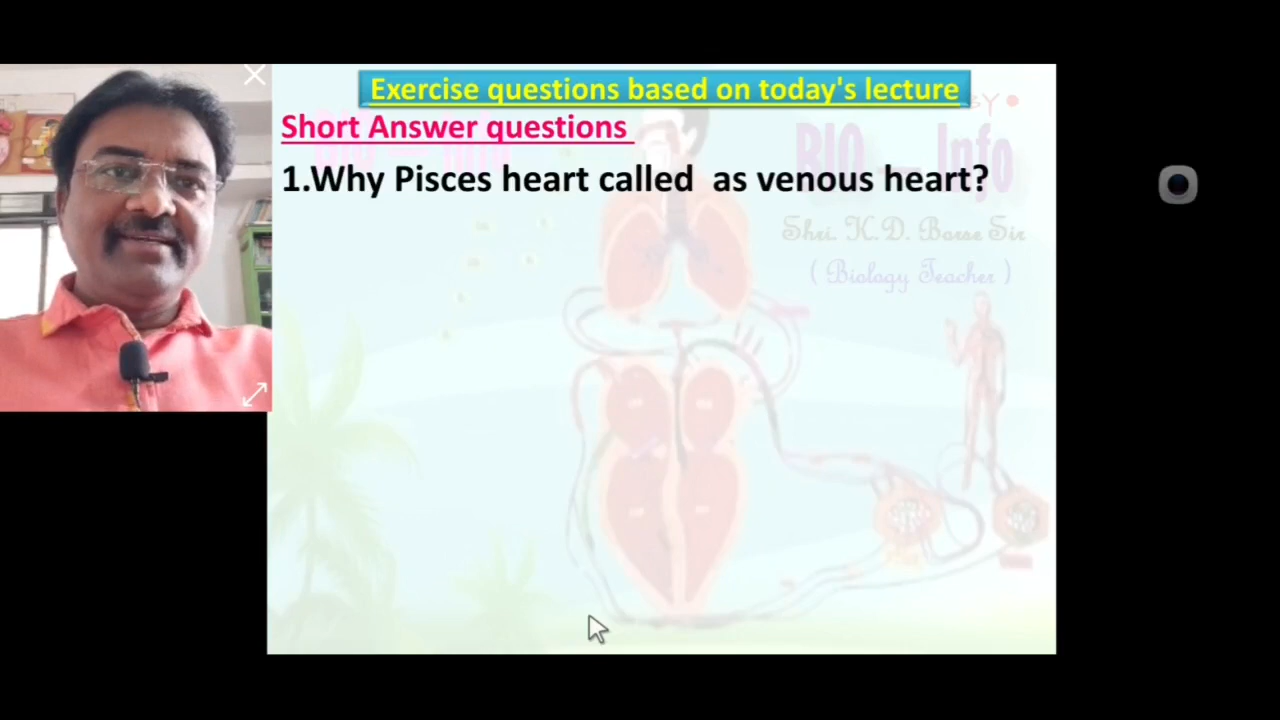 Exercise questions based on today's lecture
Short Answer questions
1.Why Pisces heart called as venous heart?
BIO – Info
Shri. K.D. Borse Sir
( Biology Teacher )